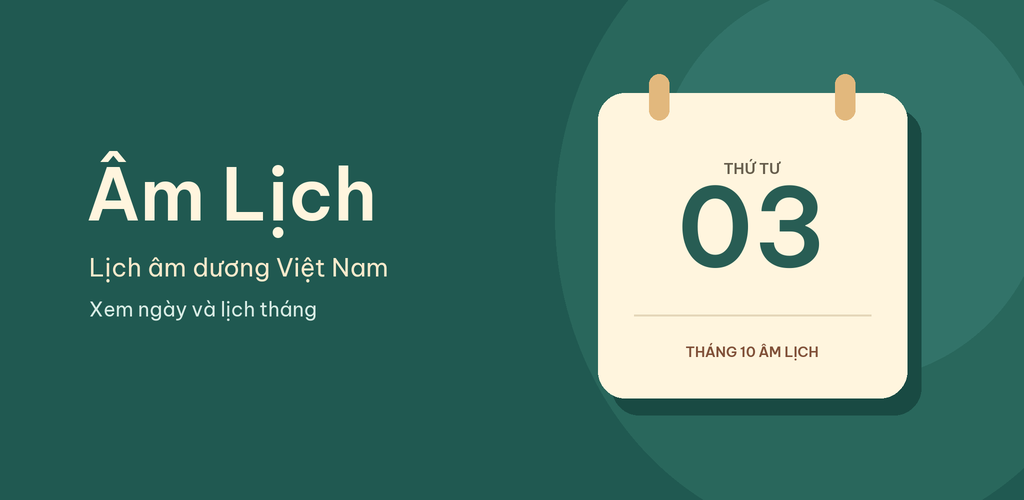 Âm Lịch
Lịch âm dương Việt Nam
Xem ngày và lịch tháng
THỨ TƯ
03
THÁNG 10 ÂM LỊCH